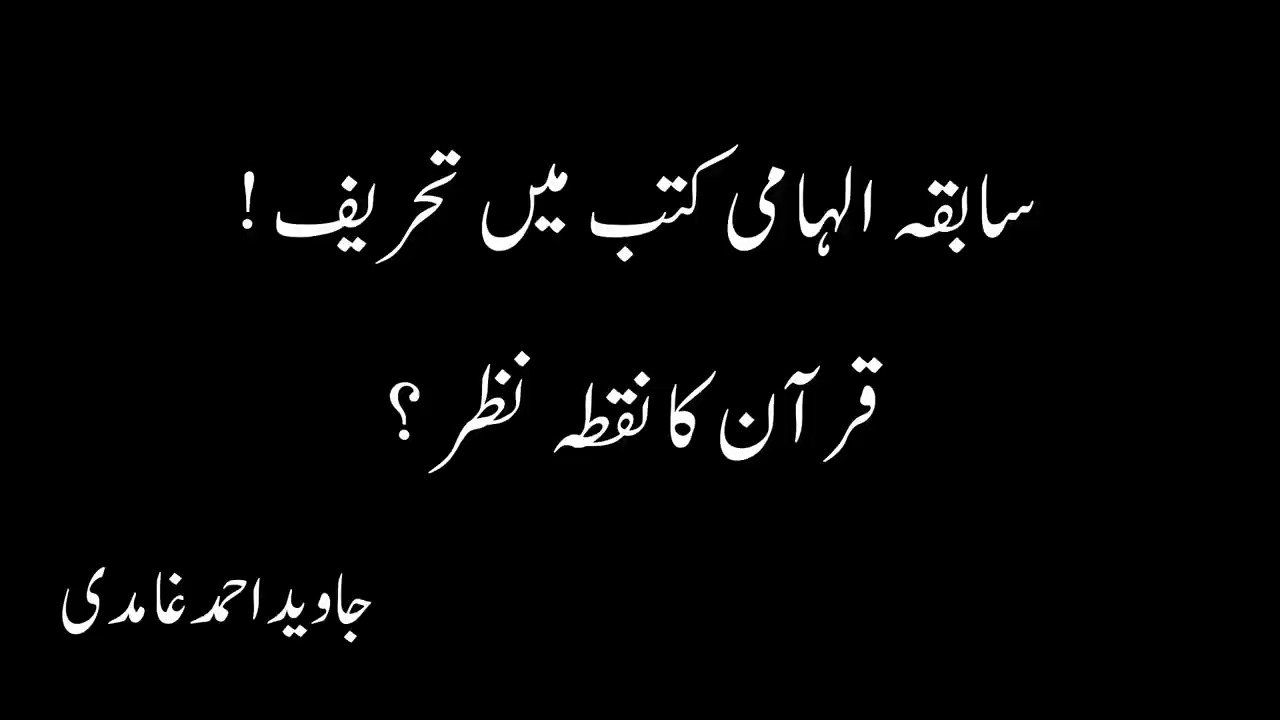 سابقہ الہامی کتب میں تحریف !
قرآن کا نقطہ نظر ؟
جاوید احمد غامدی